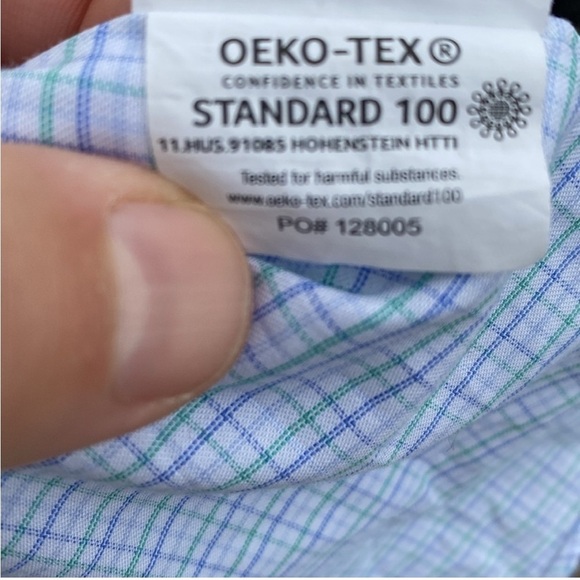 OEKO-TEX®
CONFIDENCE IN TEXTILES
STANDARD 100
11.HUS.91085 HOHENSTEIN HTTI
Tested for harmful substances.
www.oeko-tex.com/standard100
PO# 128005